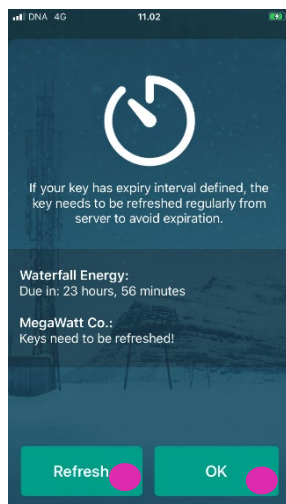 DNA 4G 11.02
If your key has expiry interval defined, the
key needs to be refreshed regularly from
server to avoid expiration.
Waterfall Energy:
Due in: 23 hours, 56 minutes
MegaWatt Co.:
Keys need to be refreshed!
Refresh OK